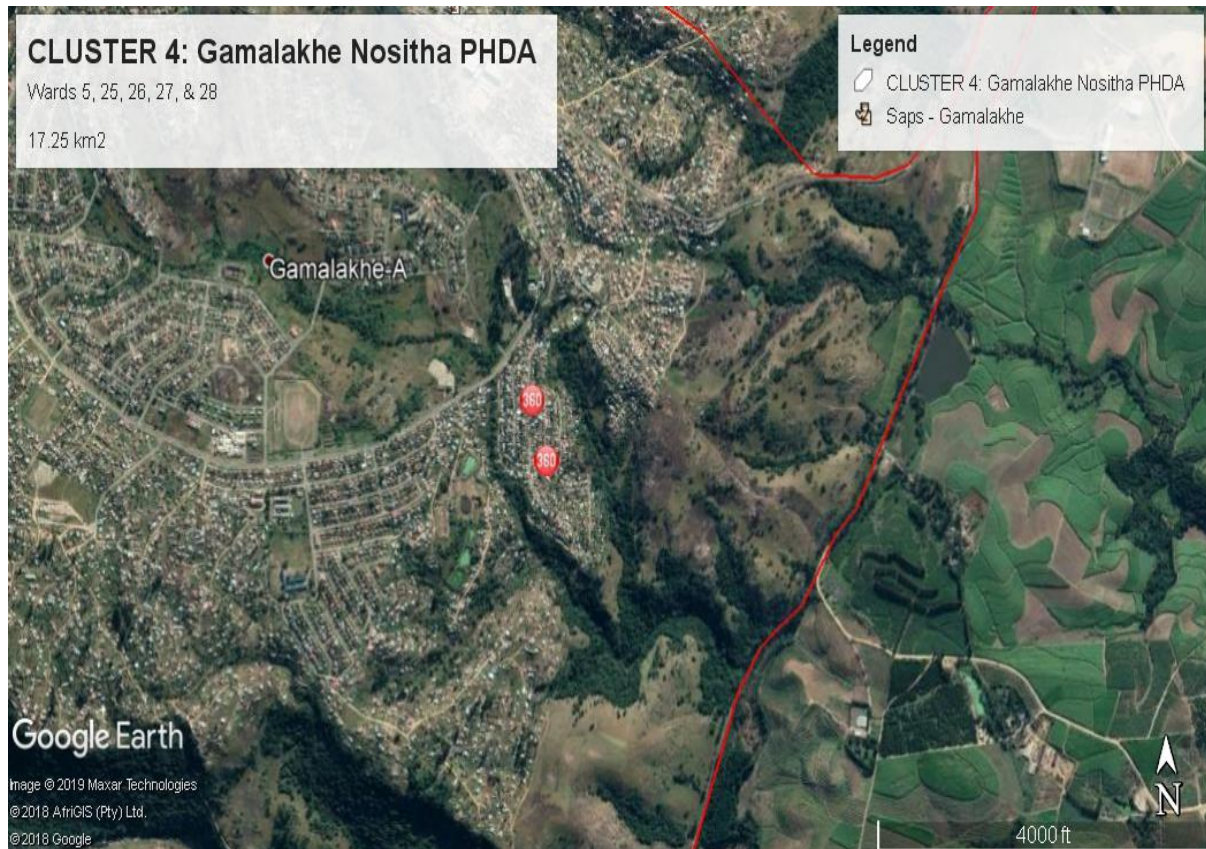 CLUSTER 4: Gamalakhe Nositha PHDA
Wards 5, 25, 26, 27, & 28
17.25 km2
Legend
CLUSTER 4: Gamalakhe Nositha PHDA
Saps - Gamalakhe
Gamalakhe-A
360
360
Google Earth
Image © 2019 Maxar Technologies
© 2018 AfriGIS (Pty) Ltd.
© 2018 Google
N
4000 ft